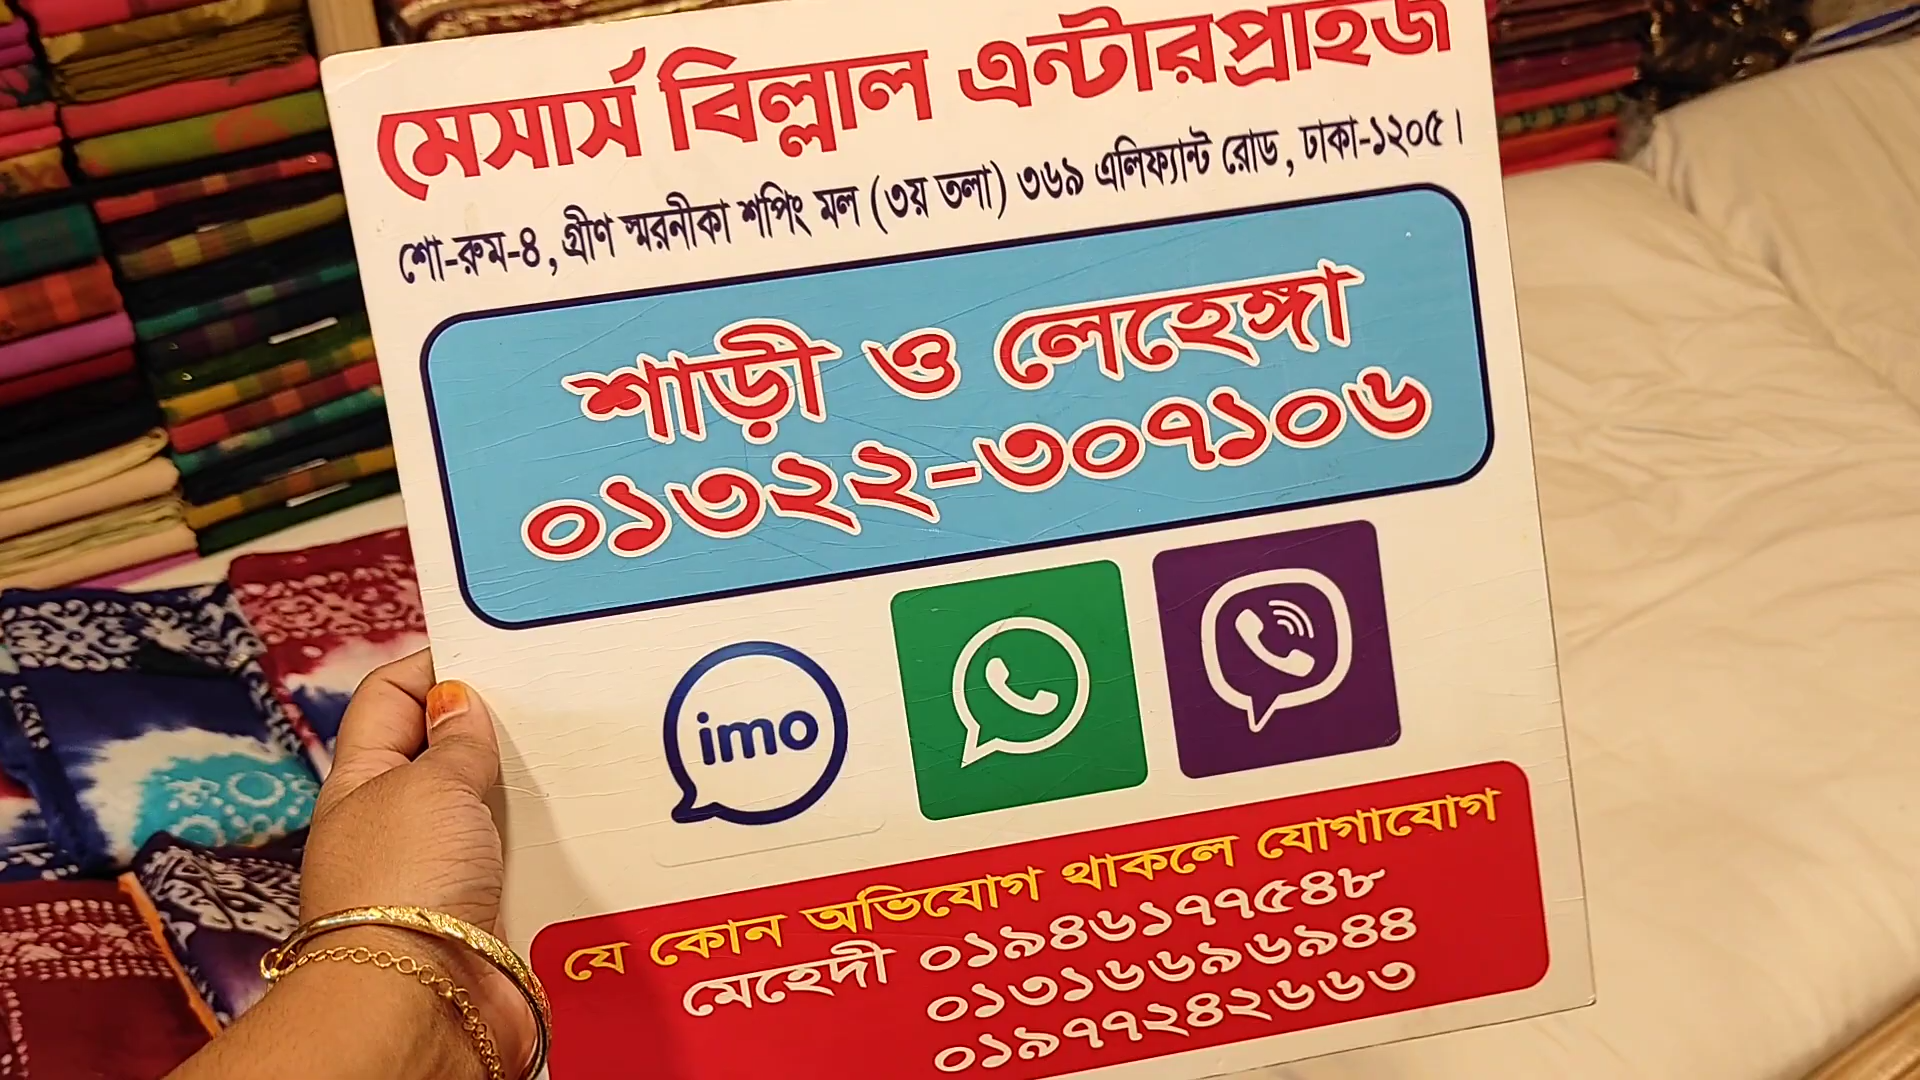 মেসার্স বিল্লাল এন্টারপ্রাইজ
শো-রুম-৪, গ্রীণ স্মরনীকা শপিং মল (৩য় তলা) ৩৬৯ এলিফ্যান্ট রোড, ঢাকা-১২০৫।
শাড়ী ও লেহেঙ্গা
০১৩২২-৩০৭১০৬
imo
যে কোন অভিযোগ থাকলে যোগাযোগ
মেহেদী ০১৯৪৬১৭৭৫৪৮
০১৩১৬৬৯৬৯৪৪
০১৯৭৭২৪২৬৬৩